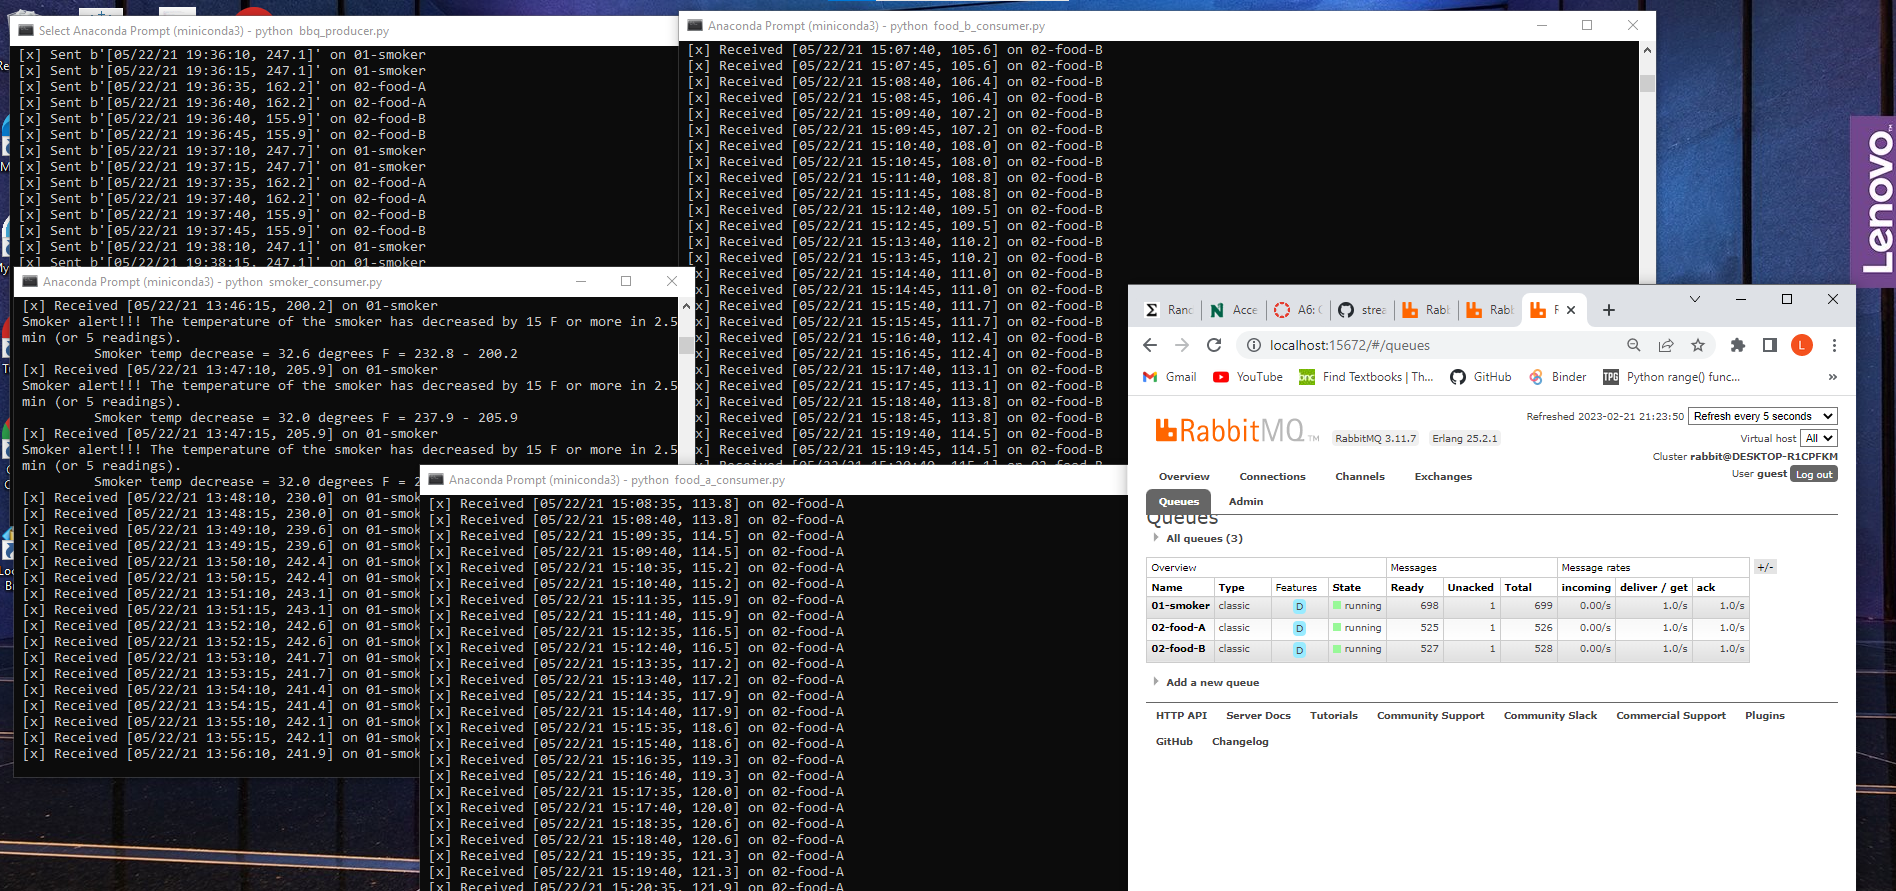 Select Anaconda Prompt (miniconda3) - python  bbq_producer.py
[x] Sent b'[05/22/21 19:36:10, 247.1]' on 01-smoker
[x] Sent b'[05/22/21 19:36:15, 247.1]' on 01-smoker
[x] Sent b'[05/22/21 19:36:35, 162.2]' on 02-food-A
[x] Sent b'[05/22/21 19:36:40, 162.2]' on 02-food-A
[x] Sent b'[05/22/21 19:36:40, 155.9]' on 02-food-B
[x] Sent b'[05/22/21 19:36:45, 155.9]' on 02-food-B
[x] Sent b'[05/22/21 19:37:10, 247.7]' on 01-smoker
[x] Sent b'[05/22/21 19:37:15, 247.7]' on 01-smoker
[x] Sent b'[05/22/21 19:37:35, 162.2]' on 02-food-A
[x] Sent b'[05/22/21 19:37:40, 162.2]' on 02-food-A
[x] Sent b'[05/22/21 19:37:40, 155.9]' on 02-food-B
[x] Sent b'[05/22/21 19:37:45, 155.9]' on 02-food-B
[x] Sent b'[05/22/21 19:38:10, 247.1]' on 01-smoker
[x] Sent b'[05/22/21 19:38:15, 247.1]' on 01-smoker
Anaconda Prompt (miniconda3) - python  food_b_consumer.py
[x] Received [05/22/21 15:07:40, 105.6] on 02-food-B
[x] Received [05/22/21 15:07:45, 105.6] on 02-food-B
[x] Received [05/22/21 15:08:40, 106.4] on 02-food-B
[x] Received [05/22/21 15:08:45, 106.4] on 02-food-B
[x] Received [05/22/21 15:09:40, 107.2] on 02-food-B
[x] Received [05/22/21 15:09:45, 107.2] on 02-food-B
[x] Received [05/22/21 15:10:40, 108.0] on 02-food-B
[x] Received [05/22/21 15:10:45, 108.0] on 02-food-B
[x] Received [05/22/21 15:11:40, 108.8] on 02-food-B
[x] Received [05/22/21 15:11:45, 108.8] on 02-food-B
[x] Received [05/22/21 15:12:40, 109.5] on 02-food-B
[x] Received [05/22/21 15:12:45, 109.5] on 02-food-B
[x] Received [05/22/21 15:13:40, 110.2] on 02-food-B
[x] Received [05/22/21 15:13:45, 110.2] on 02-food-B
x] Received [05/22/21 15:14:40, 111.0] on 02-food-B
x] Received [05/22/21 15:14:45, 111.0] on 02-food-B
x] Received [05/22/21 15:15:40, 111.7] on 02-food-B
x] Received [05/22/21 15:15:45, 111.7] on 02-food-B
x] Received [05/22/21 15:16:40, 112.4] on 02-food-B
x] Received [05/22/21 15:16:45, 112.4] on 02-food-B
x] Received [05/22/21 15:17:40, 113.1] on 02-food-B
x] Received [05/22/21 15:17:45, 113.1] on 02-food-B
x] Received [05/22/21 15:18:40, 113.8] on 02-food-B
x] Received [05/22/21 15:18:45, 113.8] on 02-food-B
x] Received [05/22/21 15:19:40, 114.5] on 02-food-B
x] Received [05/22/21 15:19:45, 114.5] on 02-food-B
Anaconda Prompt (miniconda3) - python  smoker_consumer.py
[x] Received [05/22/21 13:46:15, 200.2] on 01-smoker
Smoker alert!!! The temperature of the smoker has decreased by 15 F or more in 2.5
min (or 5 readings).
Smoker temp decrease = 32.6 degrees F = 232.8 - 200.2
[x] Received [05/22/21 13:47:10, 205.9] on 01-smoker
Smoker alert!!! The temperature of the smoker has decreased by 15 F or more in 2.5
min (or 5 readings).
Smoker temp decrease = 32.0 degrees F = 237.9 - 205.9
[x] Received [05/22/21 13:47:15, 205.9] on 01-smoker
Smoker alert!!! The temperature of the smoker has decreased by 15 F or more in 2.5
min (or 5 readings).
Smoker temp decrease = 32.0 degrees F = 2
[x] Received [05/22/21 13:48:10, 230.0] on 01-smok
[x] Received [05/22/21 13:48:15, 230.0] on 01-smok
[x] Received [05/22/21 13:49:10, 239.6] on 01-smok
[x] Received [05/22/21 13:49:15, 239.6] on 01-smok
[x] Received [05/22/21 13:50:10, 242.4] on 01-smok
[x] Received [05/22/21 13:50:15, 242.4] on 01-smok
[x] Received [05/22/21 13:51:10, 243.1] on 01-smok
[x] Received [05/22/21 13:51:15, 243.1] on 01-smok
[x] Received [05/22/21 13:52:10, 242.6] on 01-smok
[x] Received [05/22/21 13:52:15, 242.6] on 01-smok
[x] Received [05/22/21 13:53:10, 241.7] on 01-smok
[x] Received [05/22/21 13:53:15, 241.7] on 01-smok
[x] Received [05/22/21 13:54:10, 241.4] on 01-smok
[x] Received [05/22/21 13:54:15, 241.4] on 01-smok
[x] Received [05/22/21 13:55:10, 242.1] on 01-smok
[x] Received [05/22/21 13:55:15, 242.1] on 01-smok
[x] Received [05/22/21 13:56:10, 241.9] on 01-smok
Anaconda Prompt (miniconda3) - python  food_a_consumer.py
[x] Received [05/22/21 15:08:35, 113.8] on 02-food-A
[x] Received [05/22/21 15:08:40, 113.8] on 02-food-A
[x] Received [05/22/21 15:09:35, 114.5] on 02-food-A
[x] Received [05/22/21 15:09:40, 114.5] on 02-food-A
[x] Received [05/22/21 15:10:35, 115.2] on 02-food-A
[x] Received [05/22/21 15:10:40, 115.2] on 02-food-A
[x] Received [05/22/21 15:11:35, 115.9] on 02-food-A
[x] Received [05/22/21 15:11:40, 115.9] on 02-food-A
[x] Received [05/22/21 15:12:35, 116.5] on 02-food-A
[x] Received [05/22/21 15:12:40, 116.5] on 02-food-A
[x] Received [05/22/21 15:13:35, 117.2] on 02-food-A
[x] Received [05/22/21 15:13:40, 117.2] on 02-food-A
[x] Received [05/22/21 15:14:35, 117.9] on 02-food-A
[x] Received [05/22/21 15:14:40, 117.9] on 02-food-A
[x] Received [05/22/21 15:15:35, 118.6] on 02-food-A
[x] Received [05/22/21 15:15:40, 118.6] on 02-food-A
[x] Received [05/22/21 15:16:35, 119.3] on 02-food-A
[x] Received [05/22/21 15:16:40, 119.3] on 02-food-A
[x] Received [05/22/21 15:17:35, 120.0] on 02-food-A
[x] Received [05/22/21 15:17:40, 120.0] on 02-food-A
[x] Received [05/22/21 15:18:35, 120.6] on 02-food-A
[x] Received [05/22/21 15:18:40, 120.6] on 02-food-A
[x] Received [05/22/21 15:19:35, 121.3] on 02-food-A
[x] Received [05/22/21 15:19:40, 121.3] on 02-food-A
[x] Received [05/22/21 15:20:35, 121.9] on 02-food-A
Lenovo
Rand Acce A6: C strea Rabb Rabb F
localhost:15672/#/queues
L
Gmail YouTube bnc Find Textbooks | Th... GitHub Binder TPG Python range() func... »
RabbitMQ TM RabbitMQ 3.11.7 Erlang 25.2.1
Refreshed 2023-02-21 21:23:50 Refresh every 5 seconds
Virtual host All
Cluster rabbit@DESKTOP-R1CPFKM
User guest Log out
Overview Connections Channels Exchanges
Queues Admin
Queues
All queues (3)
Overview Messages Message rates +/-
Name Type Features State Ready Unacked Total incoming deliver / get ack
01-smoker classic D running 698 1 699 0.00/s 1.0/s 1.0/s
02-food-A classic D running 525 1 526 0.00/s 1.0/s 1.0/s
02-food-B classic D running 527 1 528 0.00/s 1.0/s 1.0/s
Add a new queue
HTTP API Server Docs Tutorials Community Support Community Slack Commercial Support Plugins
GitHub Changelog